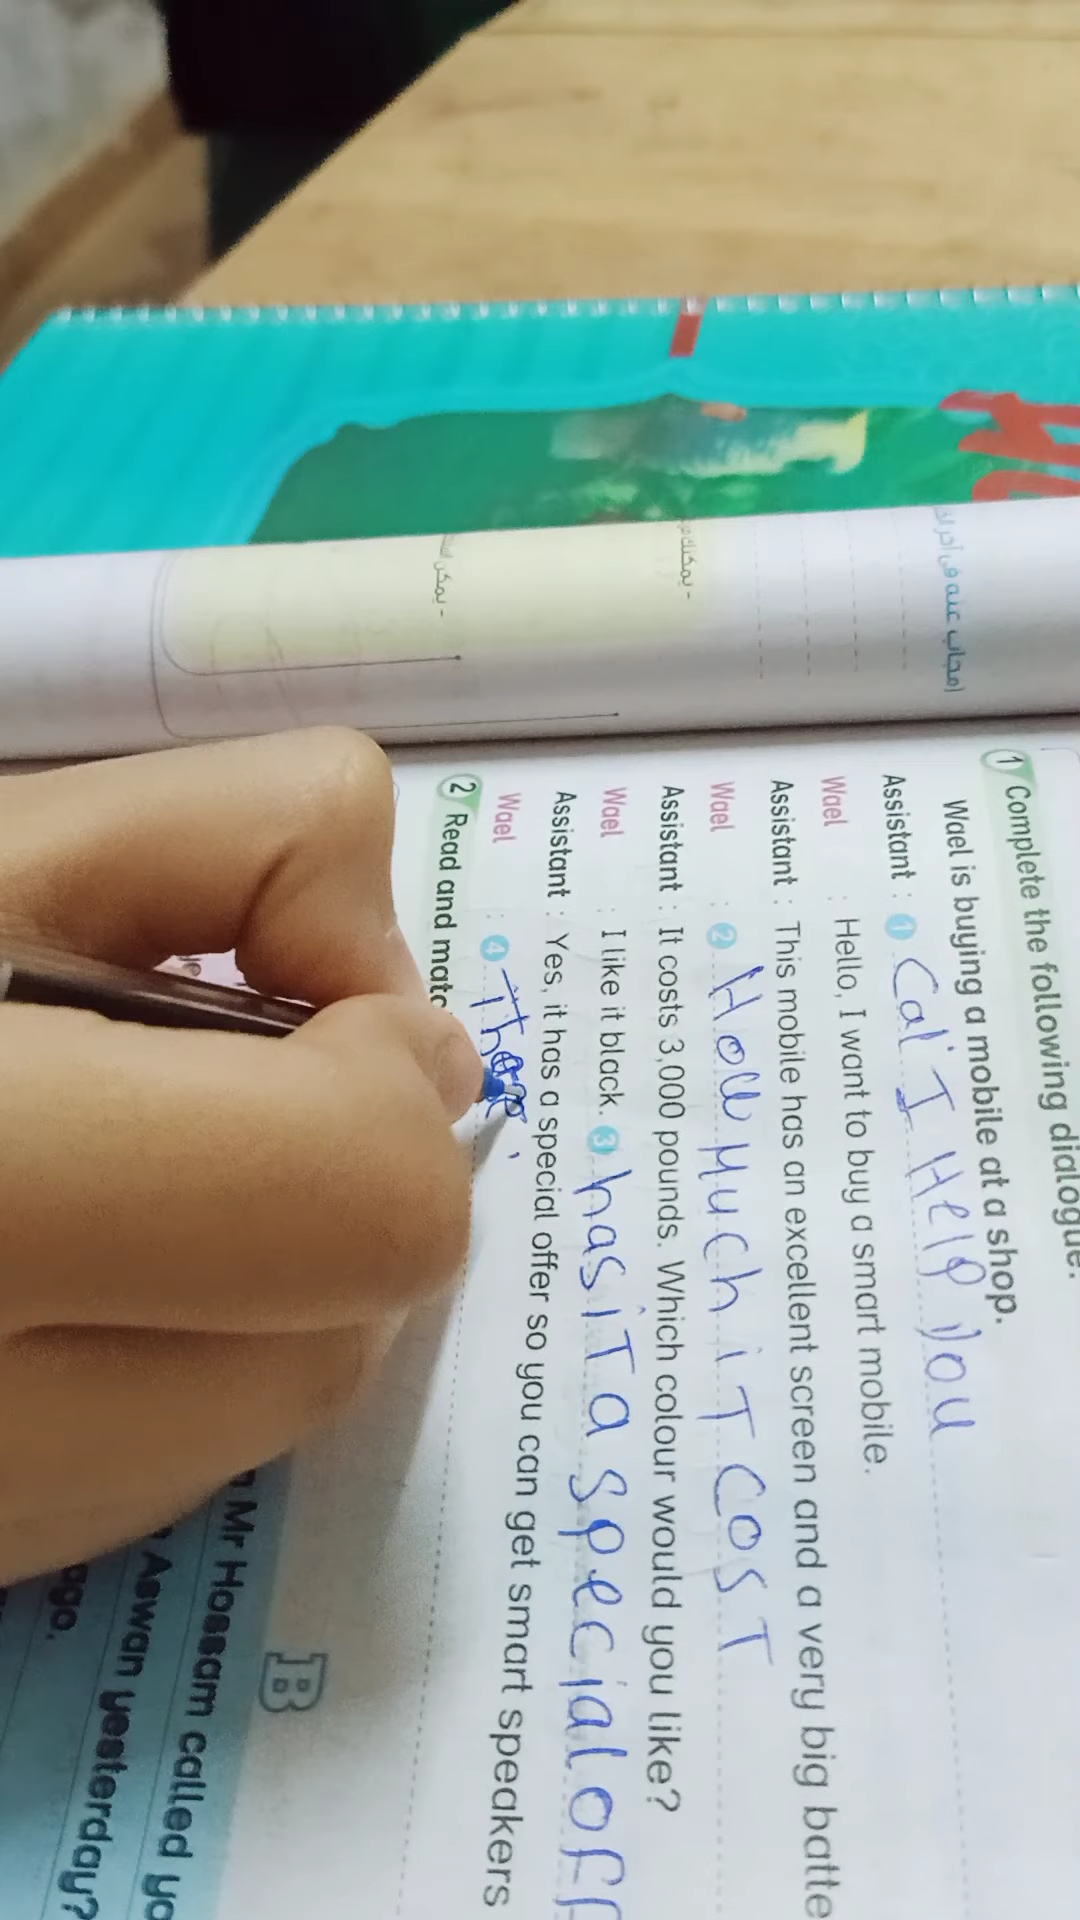 1 Complete the following dialogue.
Wael is buying a mobile at a shop.
Assistant : 1 Cal' I Help you
Wael : Hello, I want to buy a smart mobile.
Assistant : This mobile has an excellent screen and a very big batte
Wael : 2 How Much iT COST
Assistant : It costs 3,000 pounds. Which colour would you like?
Wael : I like it black. 3 has iT a special off
Assistant : Yes, it has a special offer so you can get smart speakers
Wael : 4
2 Read and matc
B
Mr Hossam called yo
Aswan yesterday?
ago.